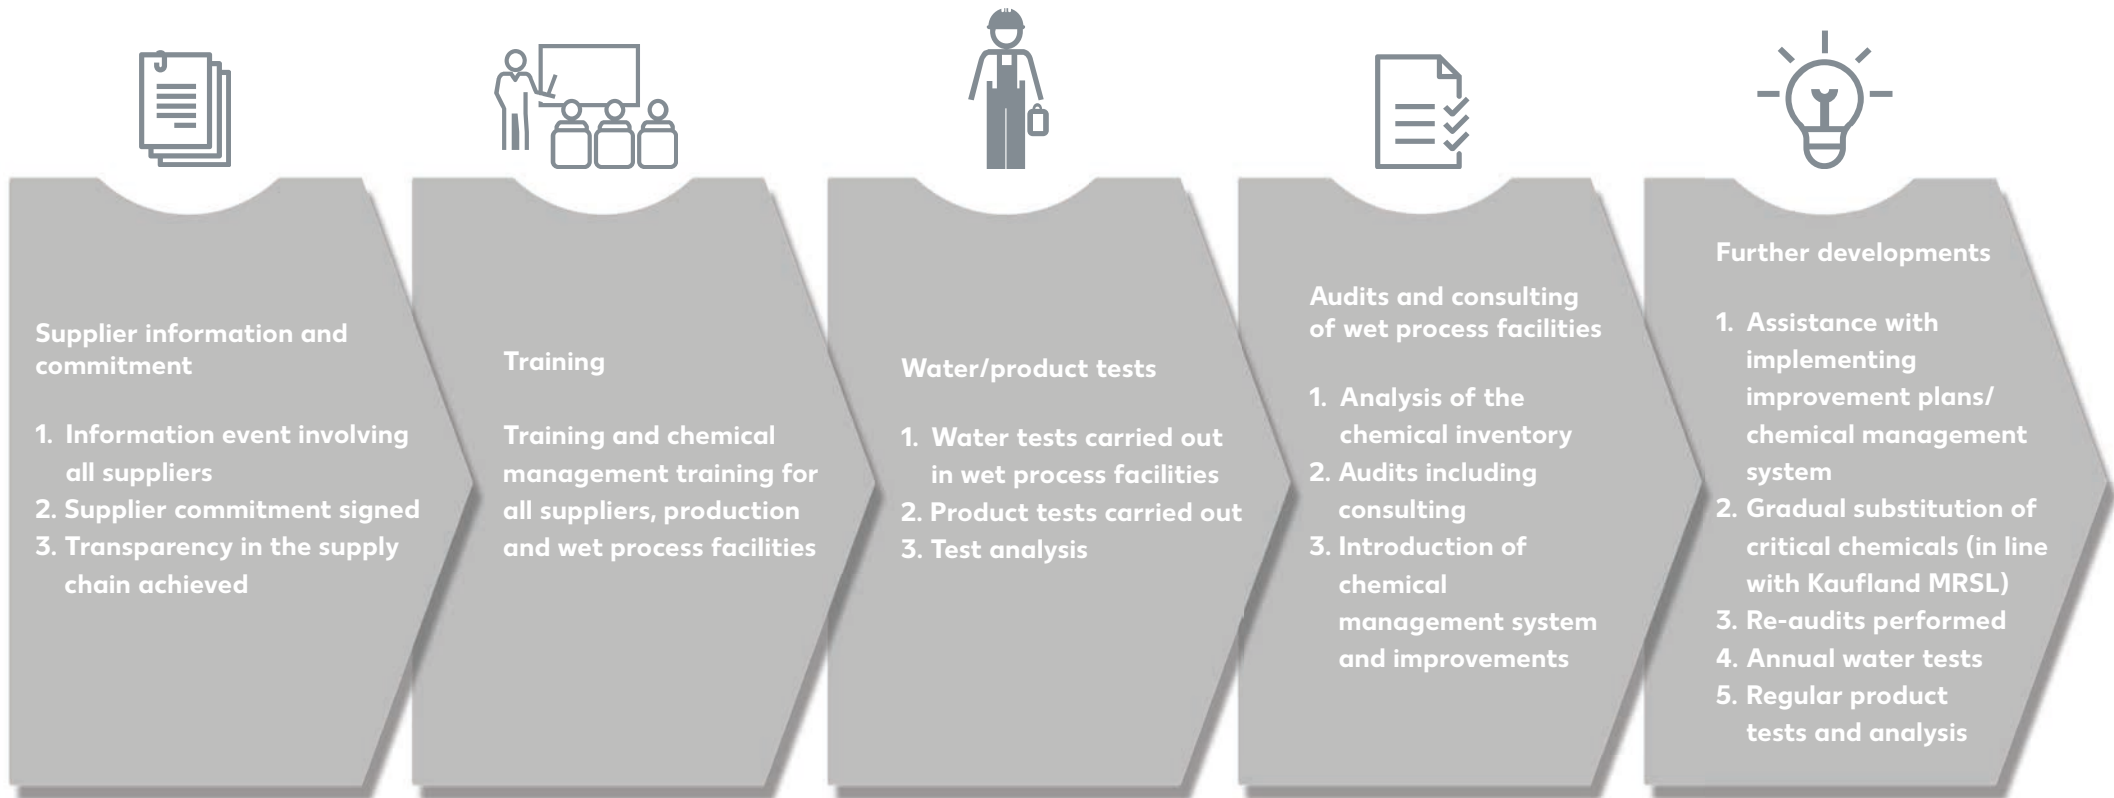 Supplier information and
commitment
1. Information event involving
all suppliers
2. Supplier commitment signed
3. Transparency in the supply
chain achieved
Training
Training and chemical
management training for
all suppliers, production
and wet process facilities
Water/product tests
1. Water tests carried out
in wet process facilities
2. Product tests carried out
3. Test analysis
Audits and consulting
of wet process facilities
1. Analysis of the
chemical inventory
2. Audits including
consulting
3. Introduction of
chemical
management system
and improvements
Further developments
1. Assistance with
implementing
improvement plans/
chemical management
system
2. Gradual substitution of
critical chemicals (in line
with Kaufland MRSL)
3. Re-audits performed
4. Annual water tests
5. Regular product
tests and analysis